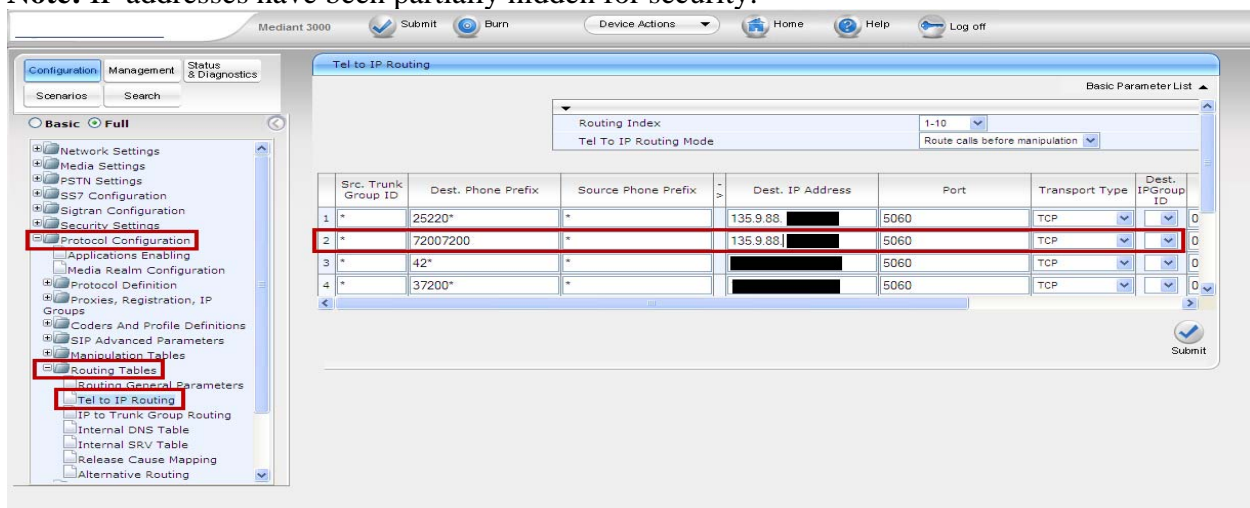 Note: IP addresses have been partially hidden for security.
Mediant 3000 Submit Burn Device Actions Home Help Log off
Configuration Management Status & Diagnostics
Scenarios Search
Basic Full
Network Settings
Media Settings
PSTN Settings
SS7 Configuration
Sigtran Configuration
Security Settings
Protocol Configuration
Applications Enabling
Media Realm Configuration
Protocol Definition
Proxies, Registration, IP
Groups
Coders And Profile Definitions
SIP Advanced Parameters
Manipulation Tables
Routing Tables
Routing General Parameters
Tel to IP Routing
IP to Trunk Group Routing
Internal DNS Table
Internal SRV Table
Release Cause Mapping
Alternative Routing
Tel to IP Routing
Basic Parameter List
Routing Index 1-10
Tel To IP Routing Mode Route calls before manipulation
Src. Trunk Group ID Dest. Phone Prefix Source Phone Prefix -> Dest. IP Address Port Transport Type Dest. IPGroup ID
1 * 25220* * 135.9.88. 5060 TCP 0
2 * 72007200 * 135.9.88. 5060 TCP 0
3 * 42* * 5060 TCP 0
4 * 37200* * 5060 TCP 0
Submit